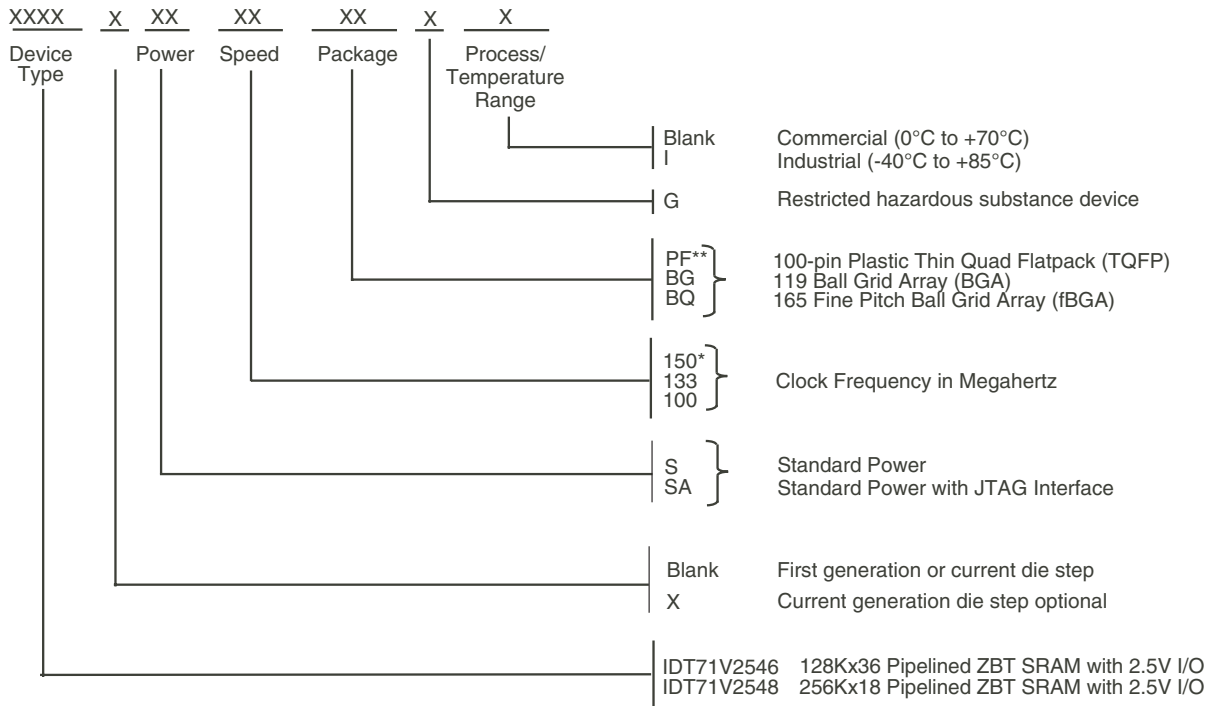 XXXX X XX XX XX X X
Device Type Power Speed Package Process/ Temperature Range
Blank Commercial (0°C to +70°C)
I Industrial (-40°C to +85°C)
G Restricted hazardous substance device
PF** 100-pin Plastic Thin Quad Flatpack (TQFP)
BG 119 Ball Grid Array (BGA)
BQ 165 Fine Pitch Ball Grid Array (fBGA)
150*
133 Clock Frequency in Megahertz
100
S Standard Power
SA Standard Power with JTAG Interface
Blank First generation or current die step
X Current generation die step optional
IDT71V2546 128Kx36 Pipelined ZBT SRAM with 2.5V I/O
IDT71V2548 256Kx18 Pipelined ZBT SRAM with 2.5V I/O